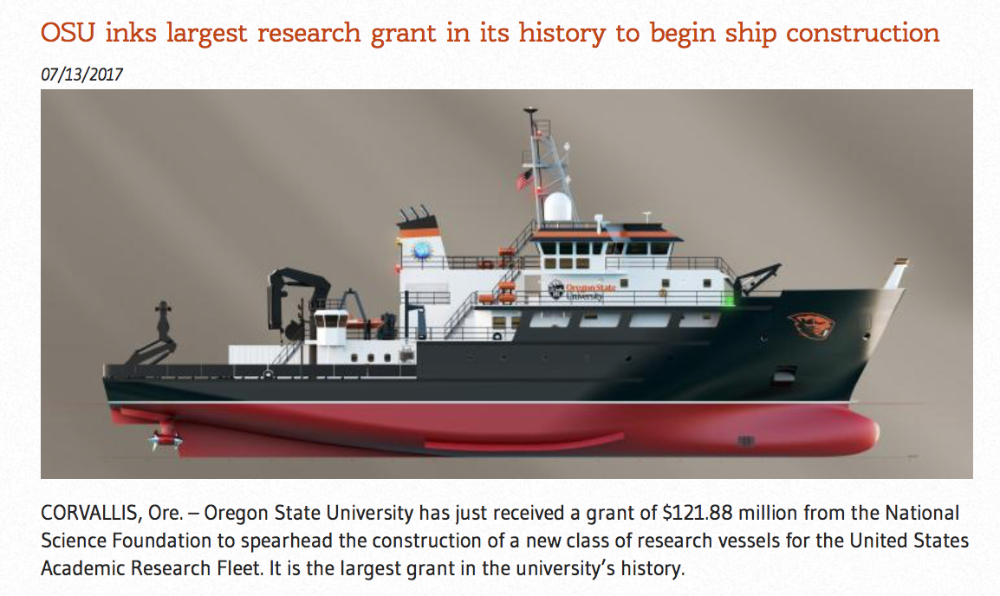 OSU inks largest research grant in its history to begin ship construction
07/13/2017
Oregon State
University
CORVALLIS, Ore. – Oregon State University has just received a grant of $121.88 million from the National
Science Foundation to spearhead the construction of a new class of research vessels for the United States
Academic Research Fleet. It is the largest grant in the university’s history.